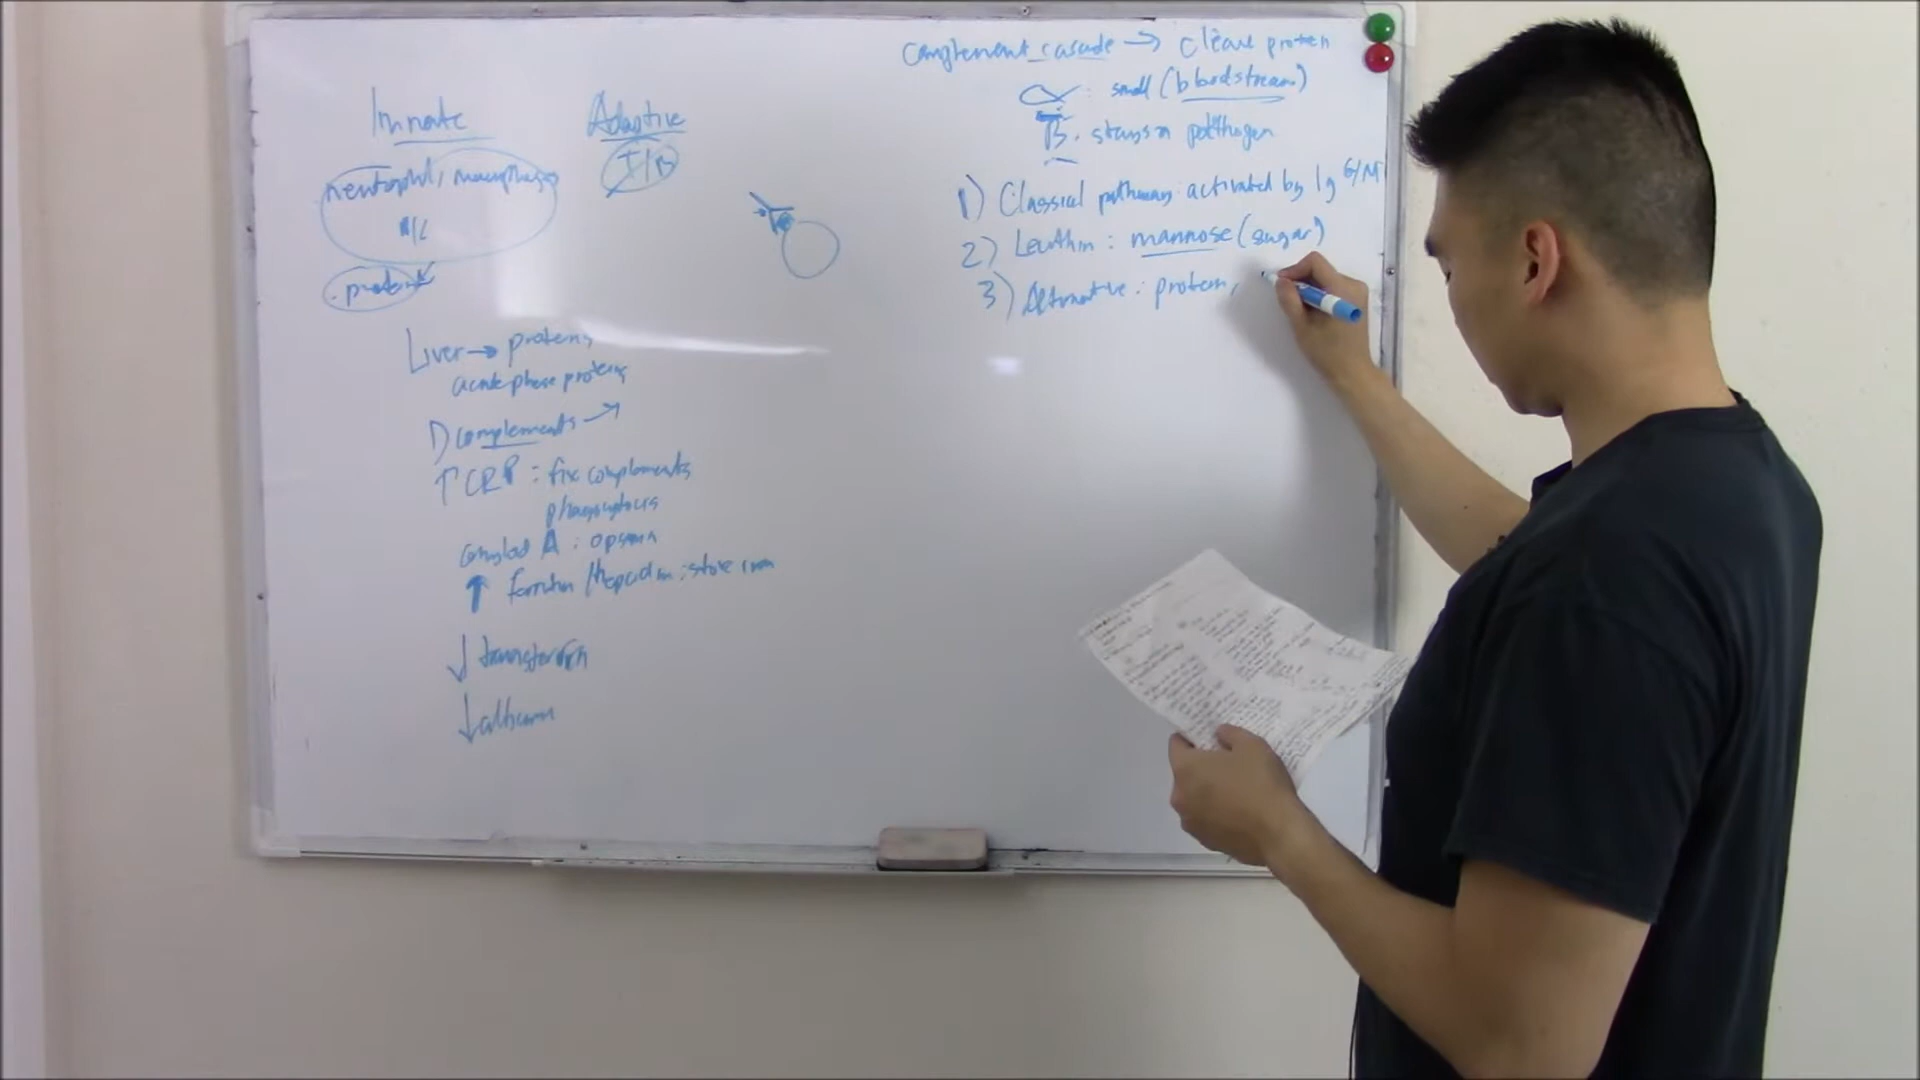 Innate
Adaptive
neutrophil, macrophages
T/B
protein
Liver → proteins
acute phase proteins
1) complements →
↑ CRP : fix complements
phagocytosis
amyloid A : opsonin
↑ ferritin / hepcidin : store iron
↓ transferrin
↓ albumin
complement cascade → cleave protein
α : small (bloodstream)
B. stays on pathogen
1) Classical pathway: activated by Ig G/M
2) Lecithin : mannose (sugar)
3) Alternative : protein,